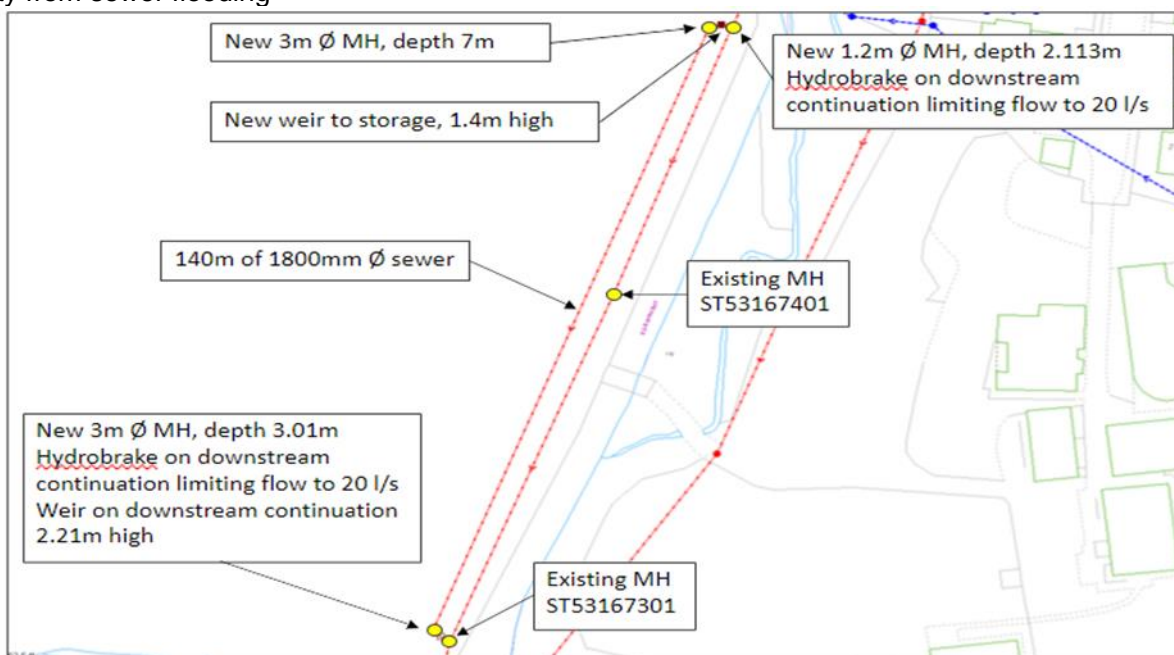 New 3m Ø MH, depth 7m
New 1.2m Ø MH, depth 2.113m
Hydrobrake on downstream
continuation limiting flow to 20 l/s
New weir to storage, 1.4m high
140m of 1800mm Ø sewer
Existing MH
ST53167401
New 3m Ø MH, depth 3.01m
Hydrobrake on downstream
continuation limiting flow to 20 l/s
Weir on downstream continuation
2.21m high
Existing MH
ST53167301